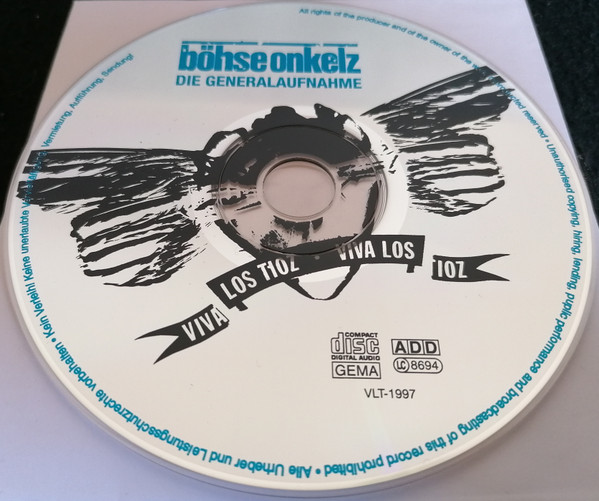 böhse onkelz
DIE GENERALAUFNAHME
VIVA LOS TIOZ · VIVA LOS TIOZ
COMPACT
disc
DIGITAL AUDIO
GEMA
ADD
LC 8694
VLT-1997
All rights of the producer and of the owner of the reserved • Unauthorised copying, hiring, lending, public performance and broadcasting of this record prohibited • Alle Urheber und Leistungsschutzrechte vorbehalten • Kein Verleih! Keine unerlaubte Vermietung, Aufführung, Sendung!